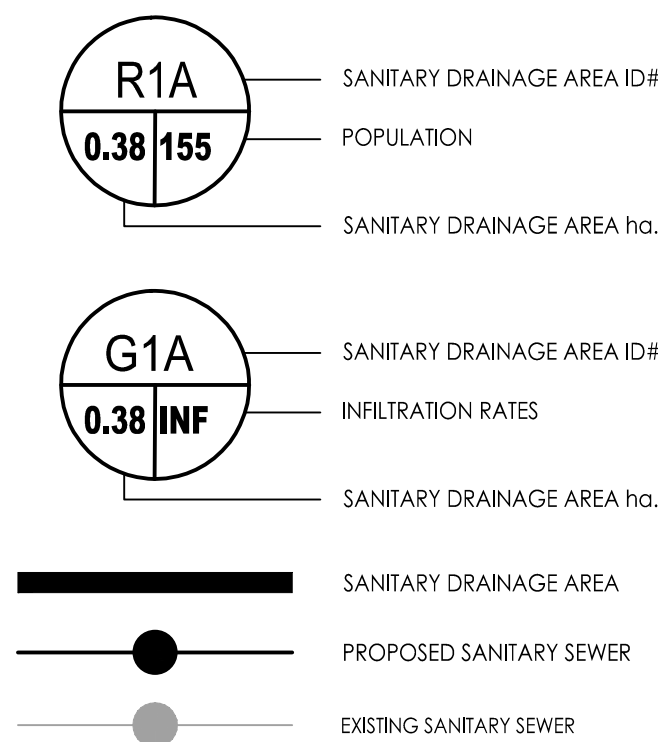 R1A
SANITARY DRAINAGE AREA ID#
0.38 155
POPULATION
SANITARY DRAINAGE AREA ha.
G1A
SANITARY DRAINAGE AREA ID#
0.38 INF
INFILTRATION RATES
SANITARY DRAINAGE AREA ha.
SANITARY DRAINAGE AREA
PROPOSED SANITARY SEWER
EXISTING SANITARY SEWER